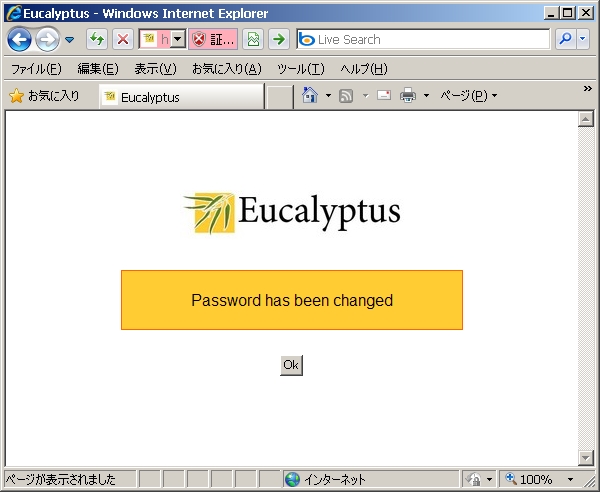 Eucalyptus - Windows Internet Explorer
h 証... Live Search
ファイル(F) 編集(E) 表示(V) お気に入り(A) ツール(T) ヘルプ(H)
お気に入り Eucalyptus ページ(P)
Eucalyptus
Password has been changed
Ok
ページが表示されました インターネット 100%